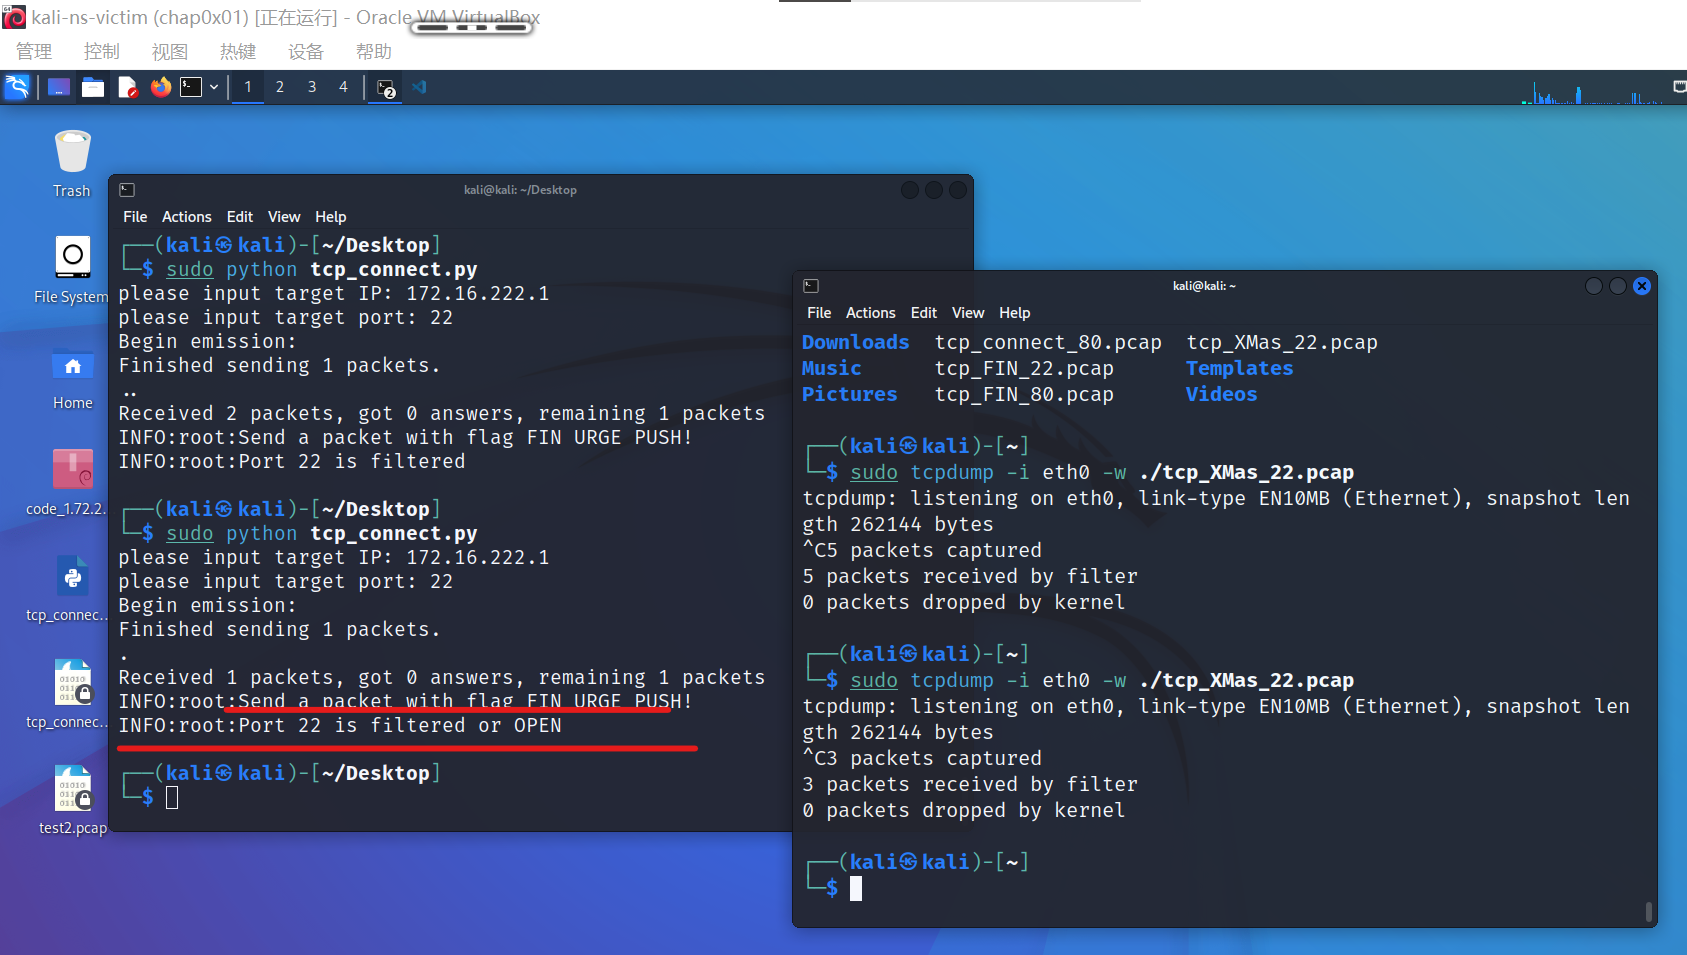 kali-ns-victim (chap0x01) [正在运行] - Oracle VM VirtualBox
管理 控制 视图 热键 设备 帮助
1 2 3 4 2
Trash
File System
Home
code_1.72.2.
tcp_connec...
tcp_connec...
test2.pcap
kali@kali: ~/Desktop
File Actions Edit View Help
┌──(kali㉿kali)-[~/Desktop]
└─$ sudo python tcp_connect.py
please input target IP: 172.16.222.1
please input target port: 22
Begin emission:
Finished sending 1 packets.
..
Received 2 packets, got 0 answers, remaining 1 packets
INFO:root:Send a packet with flag FIN URGE PUSH!
INFO:root:Port 22 is filtered
┌──(kali㉿kali)-[~/Desktop]
└─$ sudo python tcp_connect.py
please input target IP: 172.16.222.1
please input target port: 22
Begin emission:
Finished sending 1 packets.
.
Received 1 packets, got 0 answers, remaining 1 packets
INFO:root:Send a packet with flag FIN URGE PUSH!
INFO:root:Port 22 is filtered or OPEN
┌──(kali㉿kali)-[~/Desktop]
└─$
kali@kali: ~
File Actions Edit View Help
Downloads tcp_connect_80.pcap tcp_XMas_22.pcap
Music tcp_FIN_22.pcap Templates
Pictures tcp_FIN_80.pcap Videos
┌──(kali㉿kali)-[~]
└─$ sudo tcpdump -i eth0 -w ./tcp_XMas_22.pcap
tcpdump: listening on eth0, link-type EN10MB (Ethernet), snapshot len
gth 262144 bytes
^C5 packets captured
5 packets received by filter
0 packets dropped by kernel
┌──(kali㉿kali)-[~]
└─$ sudo tcpdump -i eth0 -w ./tcp_XMas_22.pcap
tcpdump: listening on eth0, link-type EN10MB (Ethernet), snapshot len
gth 262144 bytes
^C3 packets captured
3 packets received by filter
0 packets dropped by kernel
┌──(kali㉿kali)-[~]
└─$